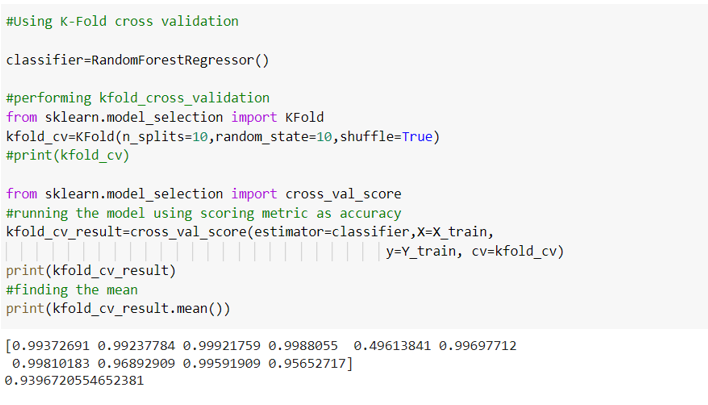 #Using K-Fold cross validation
classifier=RandomForestRegressor()
#performing kfold_cross_validation
from sklearn.model_selection import KFold
kfold_cv=KFold(n_splits=10,random_state=10,shuffle=True)
#print(kfold_cv)
from sklearn.model_selection import cross_val_score
#running the model using scoring metric as accuracy
kfold_cv_result=cross_val_score(estimator=classifier,X=X_train,
y=Y_train, cv=kfold_cv)
print(kfold_cv_result)
#finding the mean
print(kfold_cv_result.mean())
[0.99372691 0.99237784 0.99921759 0.9988055  0.49613841 0.99697712
 0.99810183 0.96892909 0.99591909 0.95652717]
0.9396720554652381